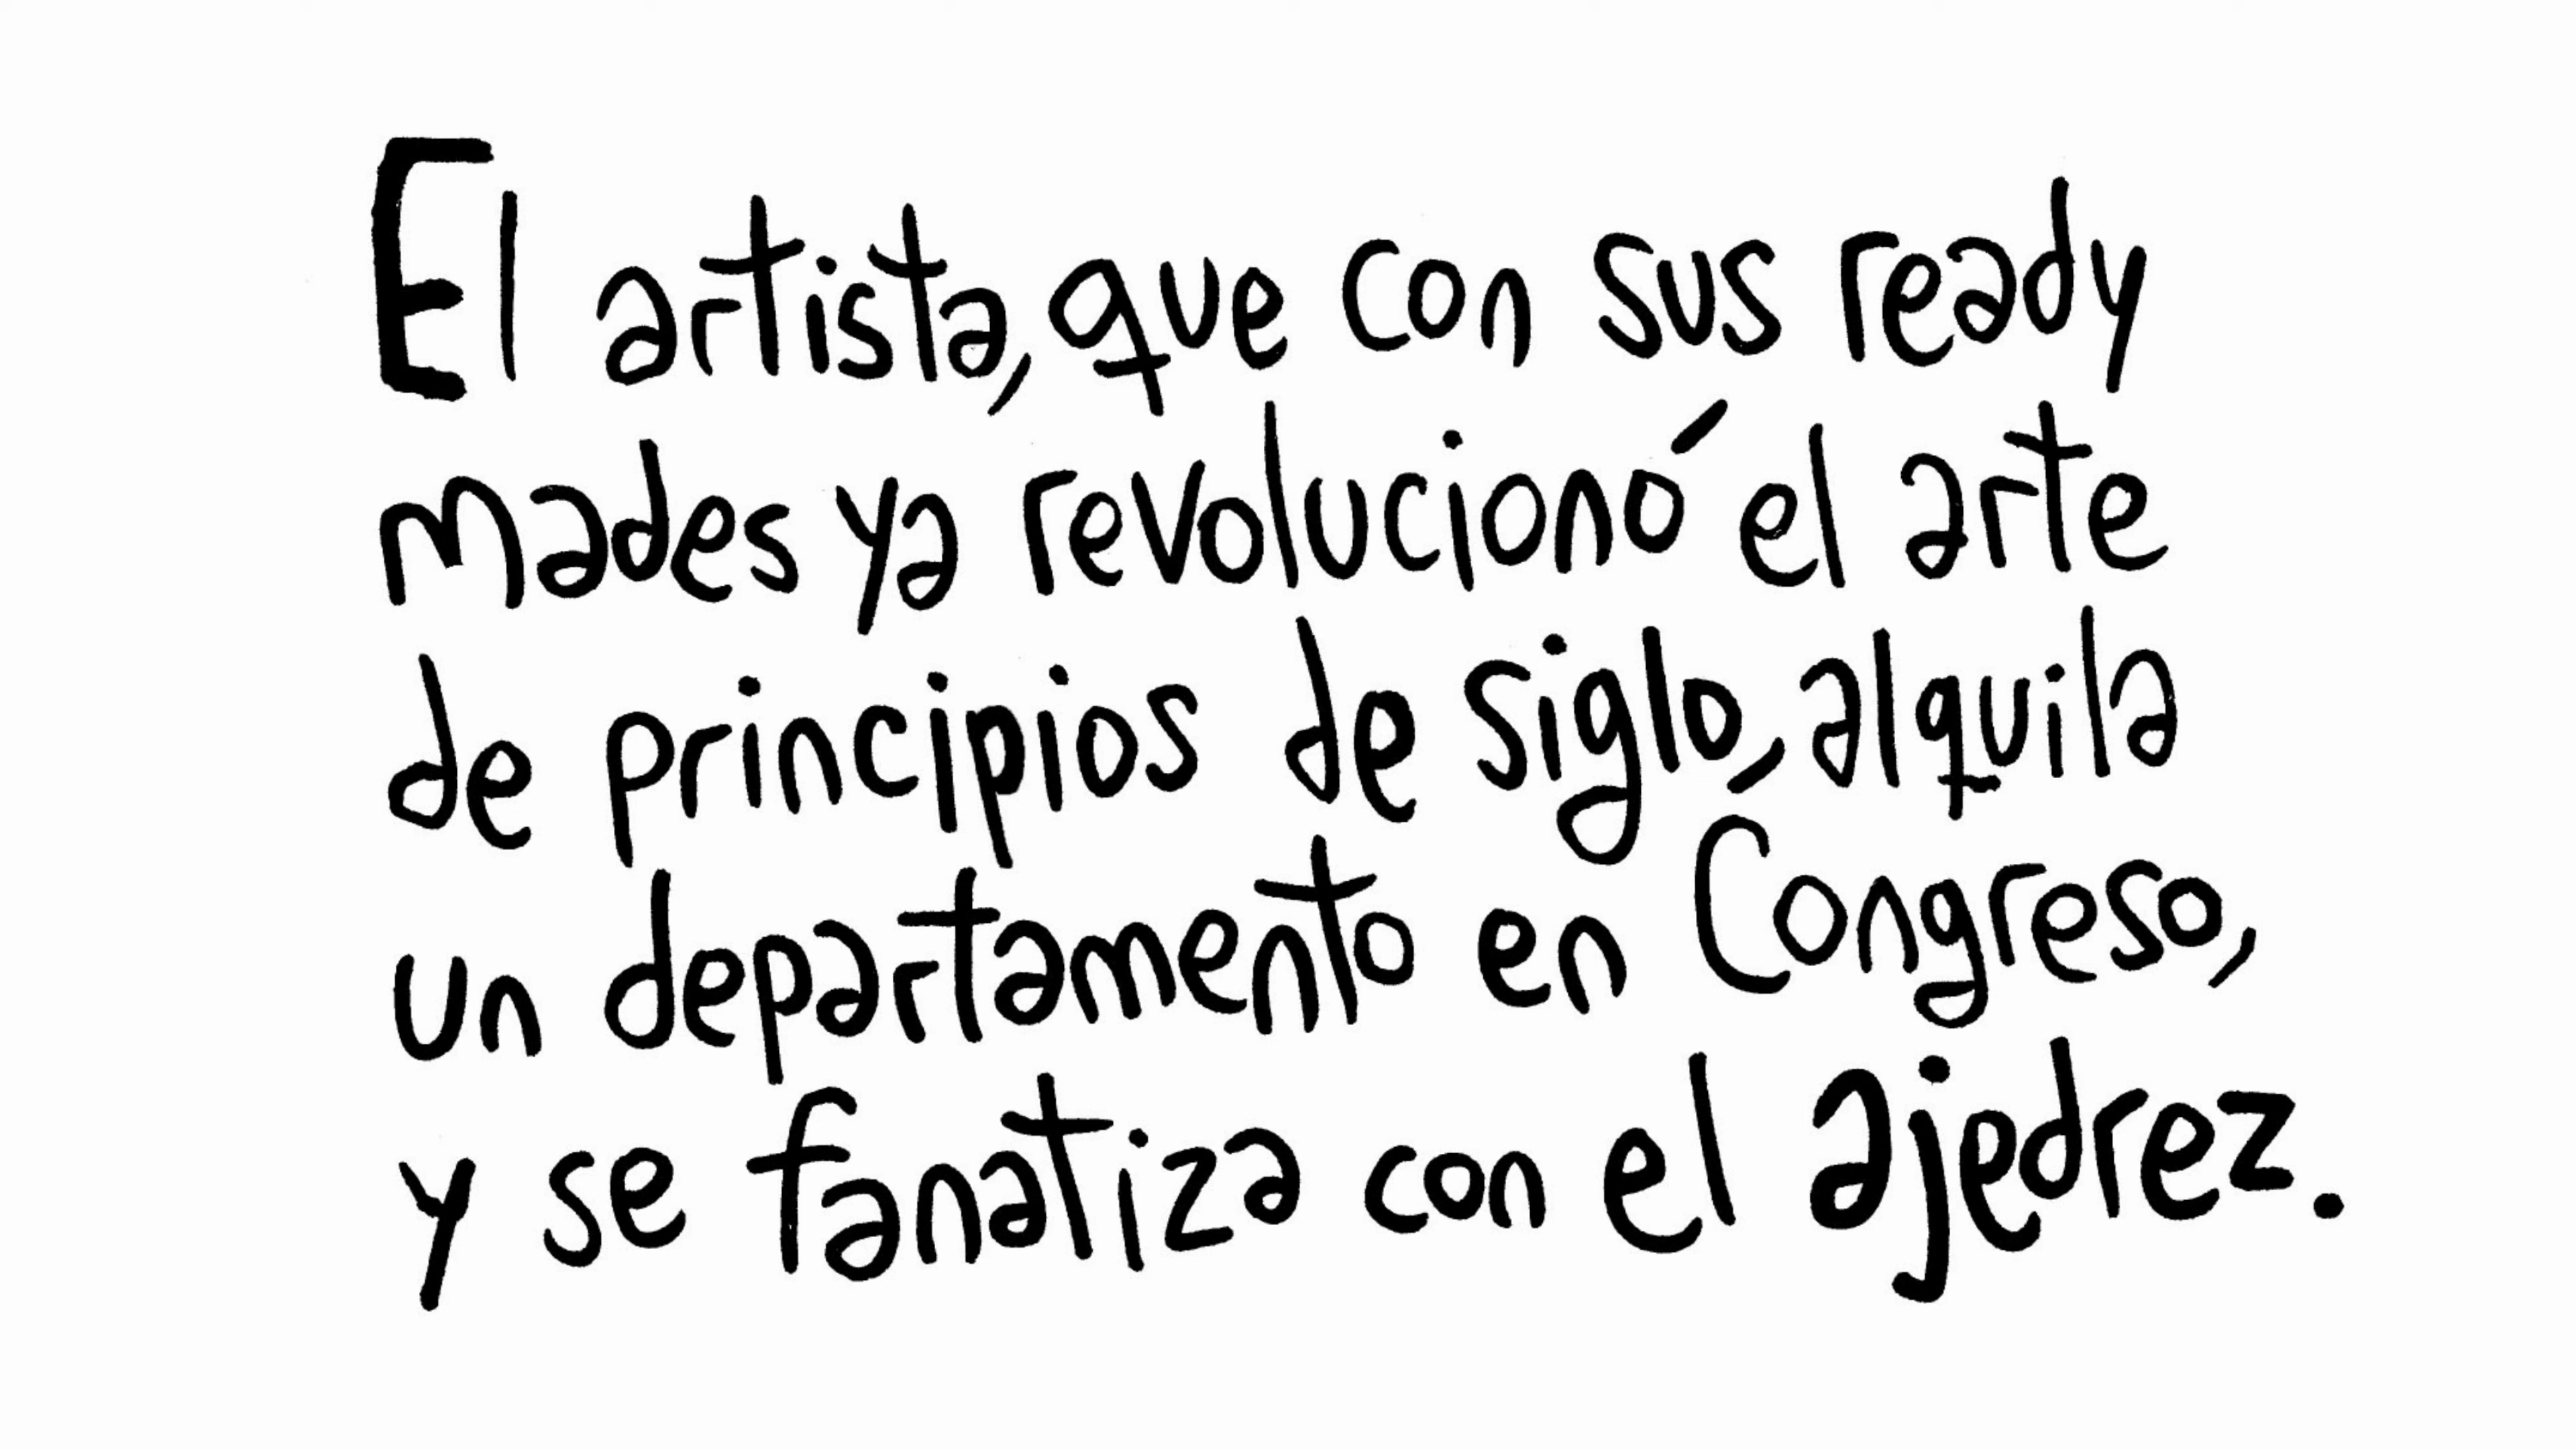 El artista, que con sus ready
mades ya revolucionó el arte
de principios de siglo, alquila
un departamento en Congreso,
y se fanatiza con el ajedrez.